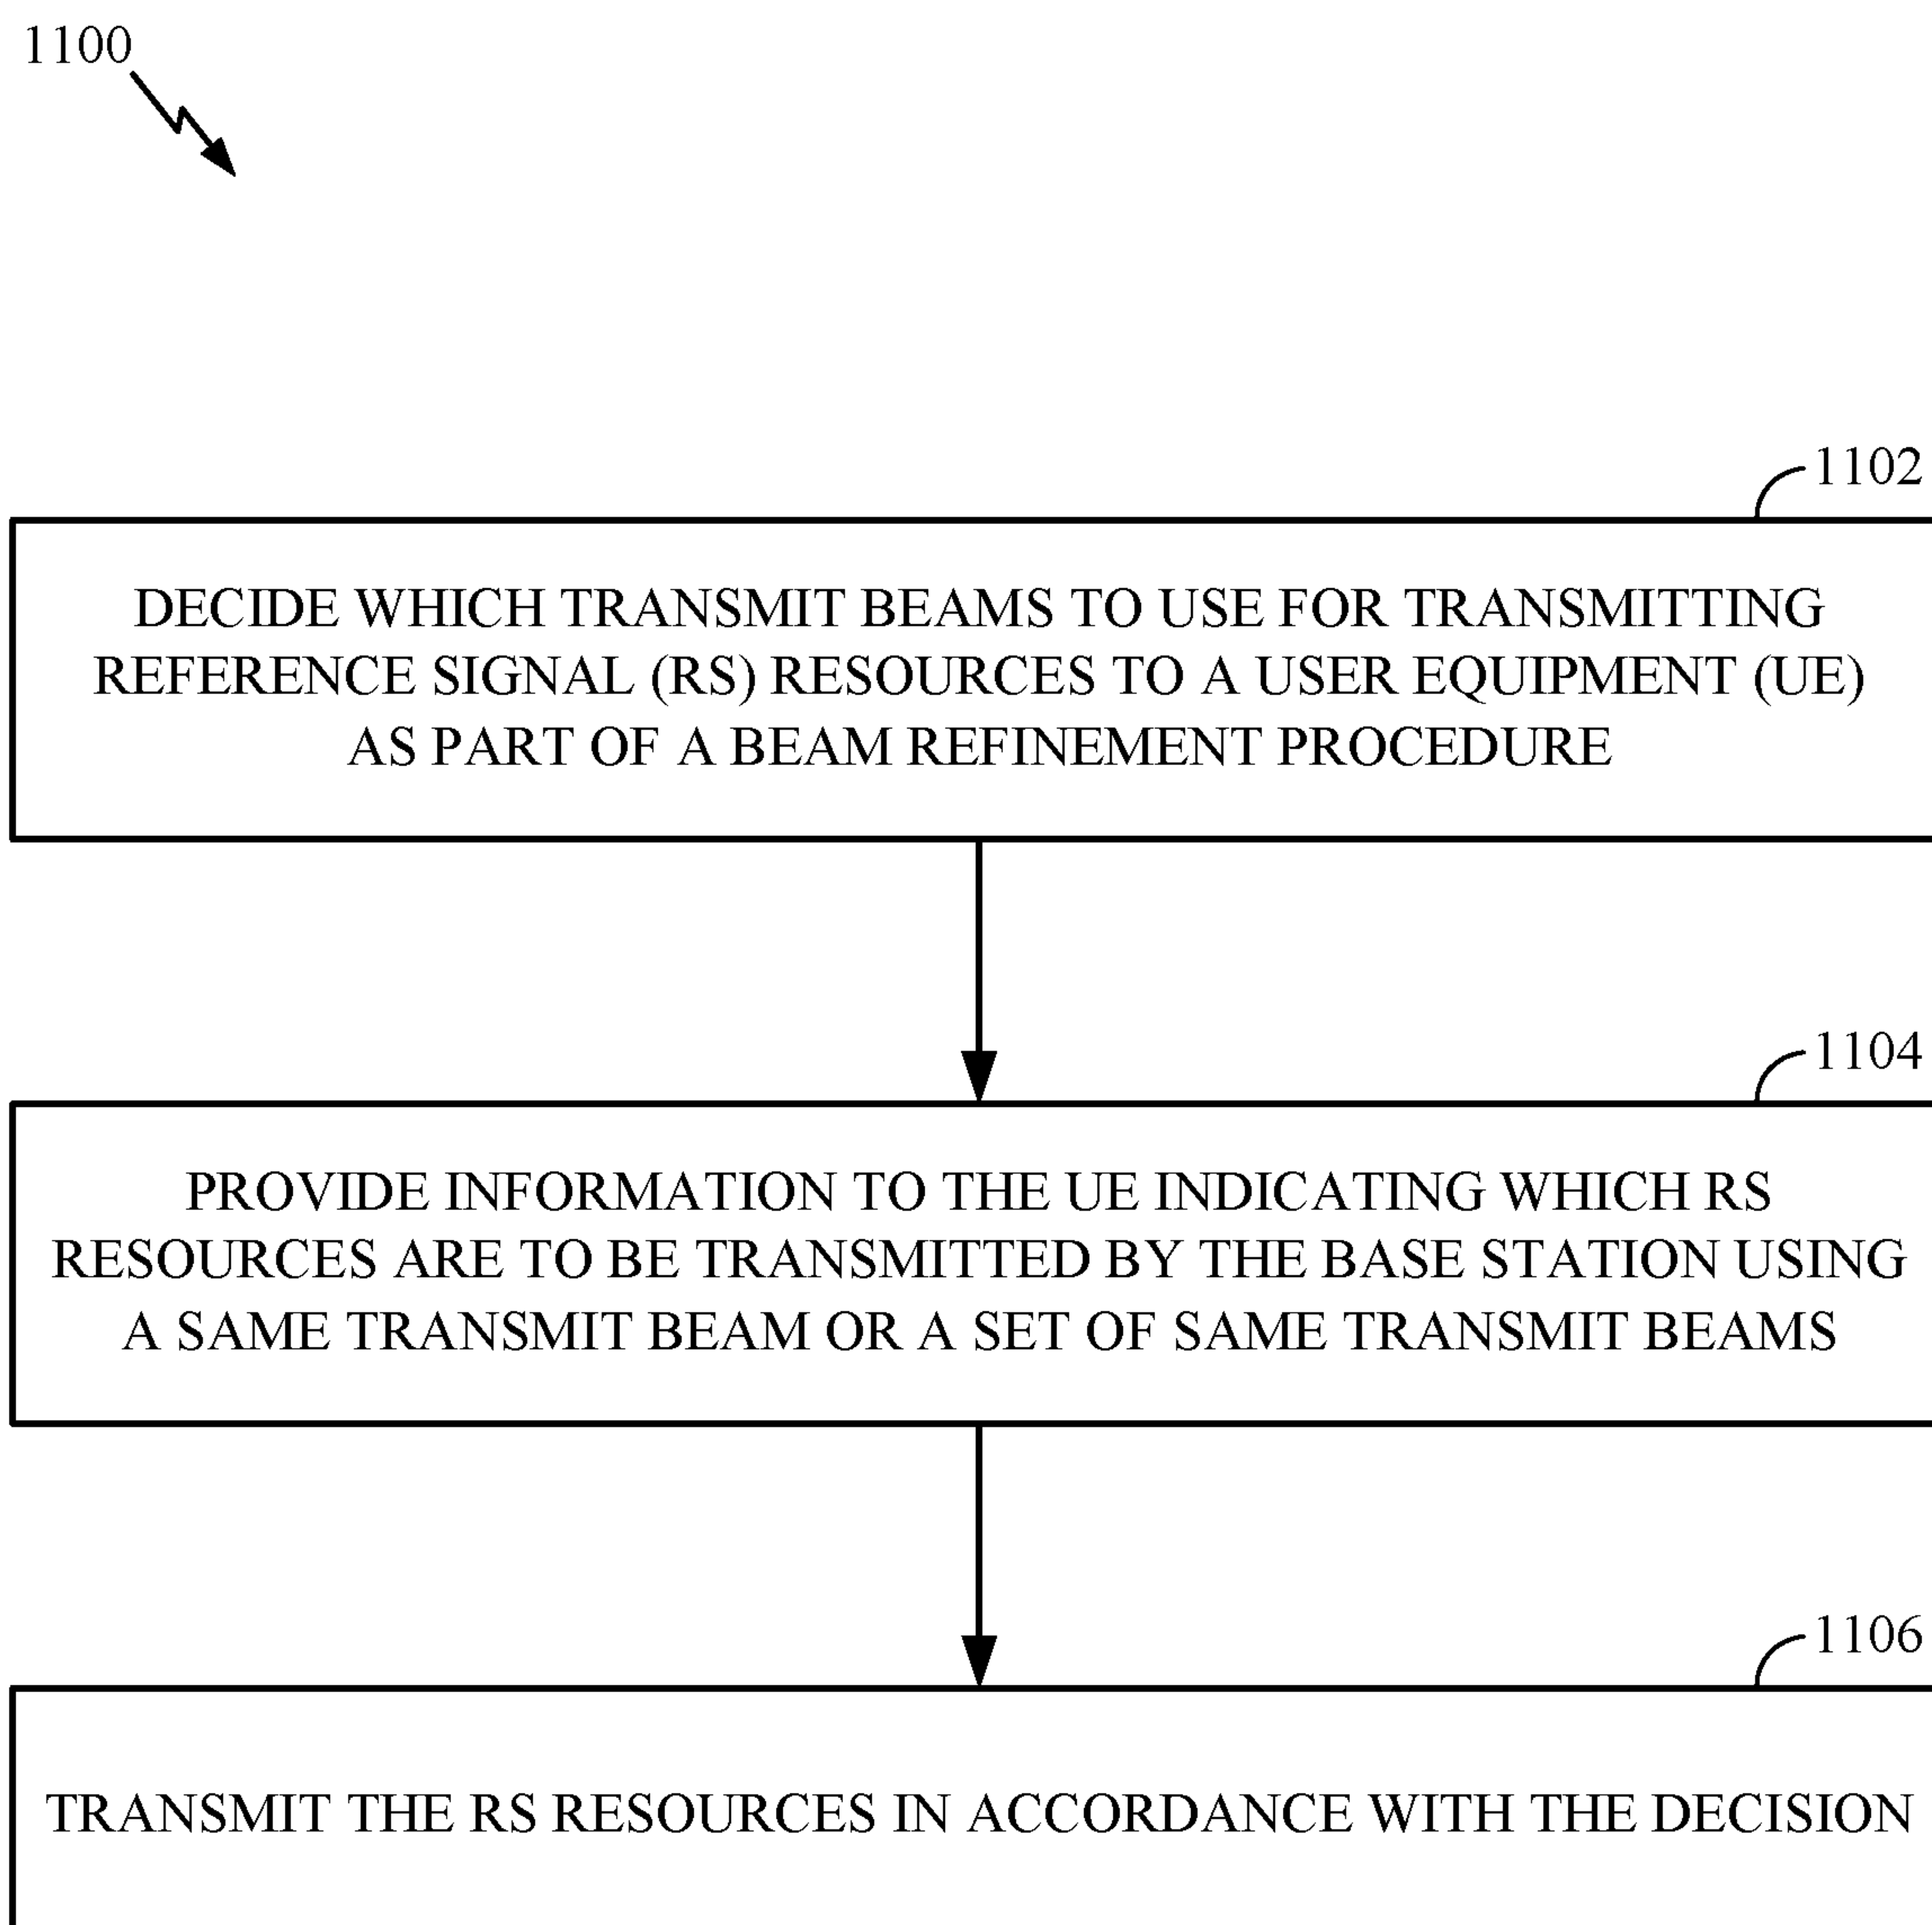 1100
1102
DECIDE WHICH TRANSMIT BEAMS TO USE FOR TRANSMITTING
REFERENCE SIGNAL (RS) RESOURCES TO A USER EQUIPMENT (UE)
AS PART OF A BEAM REFINEMENT PROCEDURE
1104
PROVIDE INFORMATION TO THE UE INDICATING WHICH RS
RESOURCES ARE TO BE TRANSMITTED BY THE BASE STATION USING
A SAME TRANSMIT BEAM OR A SET OF SAME TRANSMIT BEAMS
1106
TRANSMIT THE RS RESOURCES IN ACCORDANCE WITH THE DECISION